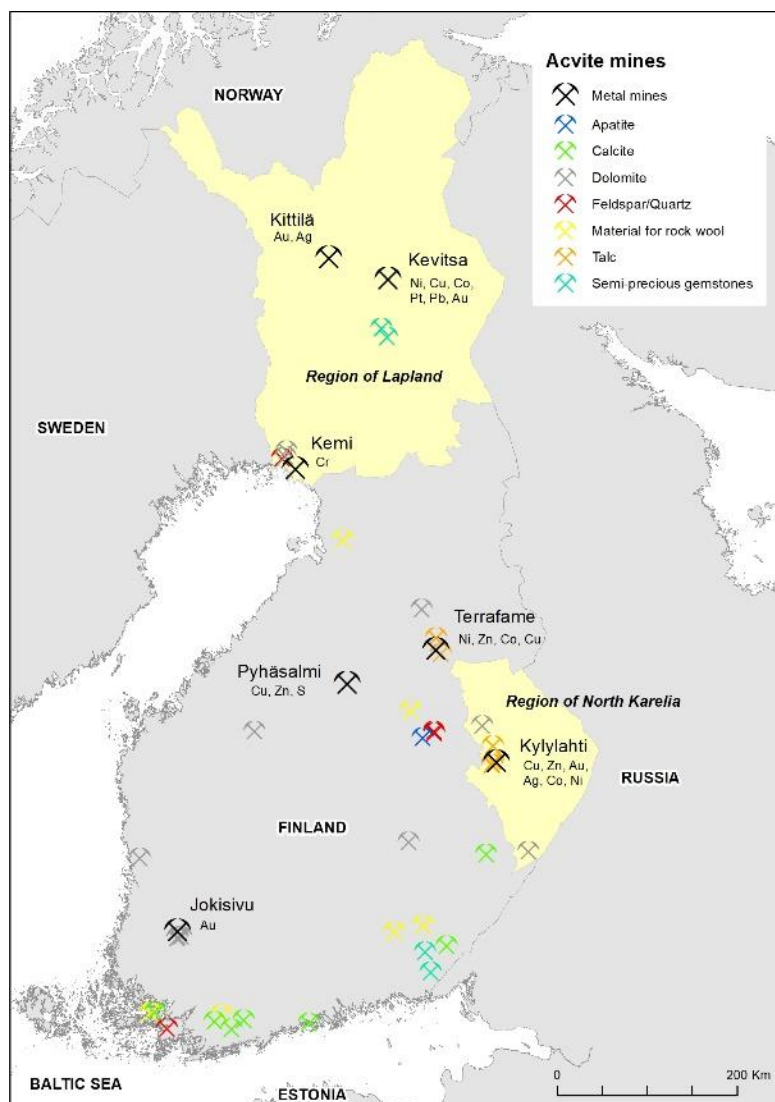 NORWAY
Acvite mines
Metal mines
Apatite
Calcite
Dolomite
Feldspar/Quartz
Material for rock wool
Talc
Semi-precious gemstones
Kittilä
Au, Ag
Kevitsa
Ni, Cu, Co,
Pt, Pb, Au
Region of Lapland
SWEDEN
Kemi
Cr
Terrafame
Ni, Zn, Co, Cu
Pyhäsalmi
Cu, Zn, S
Region of North Karelia
Kylylahti
Cu, Zn, Au,
Ag, Co, Ni
RUSSIA
FINLAND
Jokisivu
Au
BALTIC SEA
ESTONIA
0 200 Km